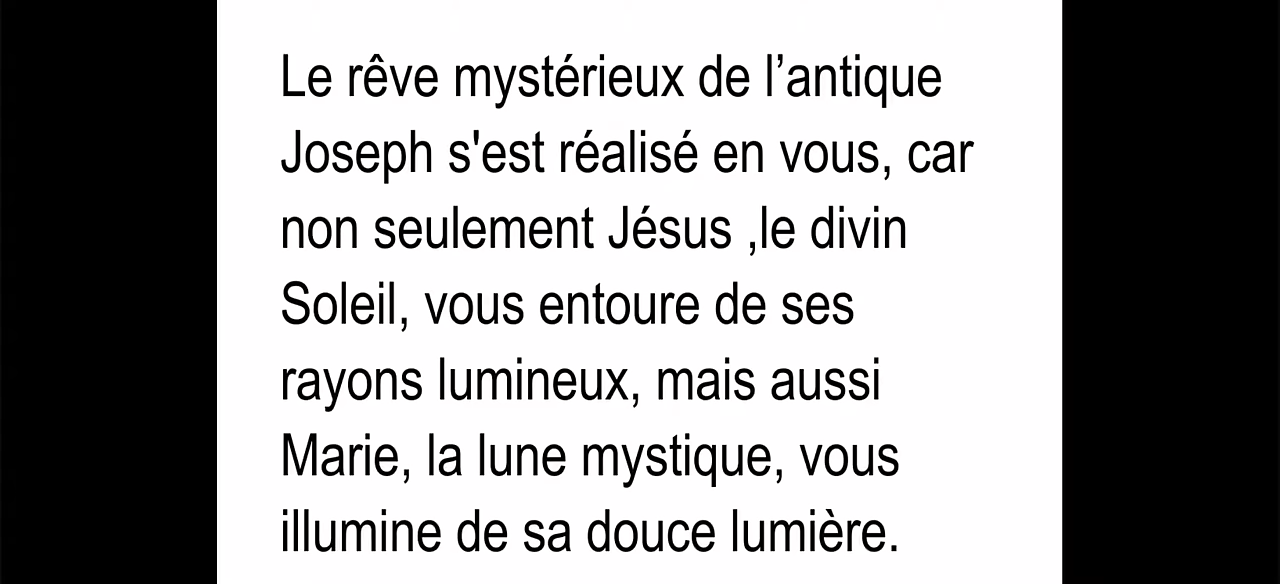 Le rêve mystérieux de l’antique
Joseph s'est réalisé en vous, car
non seulement Jésus ,le divin
Soleil, vous entoure de ses
rayons lumineux, mais aussi
Marie, la lune mystique, vous
illumine de sa douce lumière.